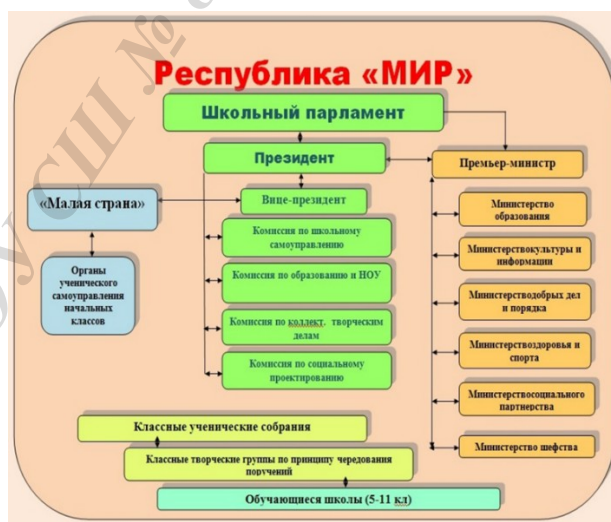 Республика «МИР»
Школьный парламент
Президент
Премьер-министр
«Малая страна»
Вице-президент
Министерство
образования
Комиссия по школьному
самоуправлению
Министерствокультуры и
информации
Органы
ученического
самоуправления
начальных
классов
Комиссия по образованию и НОУ
Министерстводобрых дел
и порядка
Комиссия по коллект. творческим
делам
Министерствоздоровья и
спорта
Комиссия по социальному
проектированию
Министерствосоциального
партнерства
Классные ученические собрания
Министерство шефства
Классные творческие группы по принципу чередования
поручений
Обучающиеся школы (5-11 кл)
СШ №